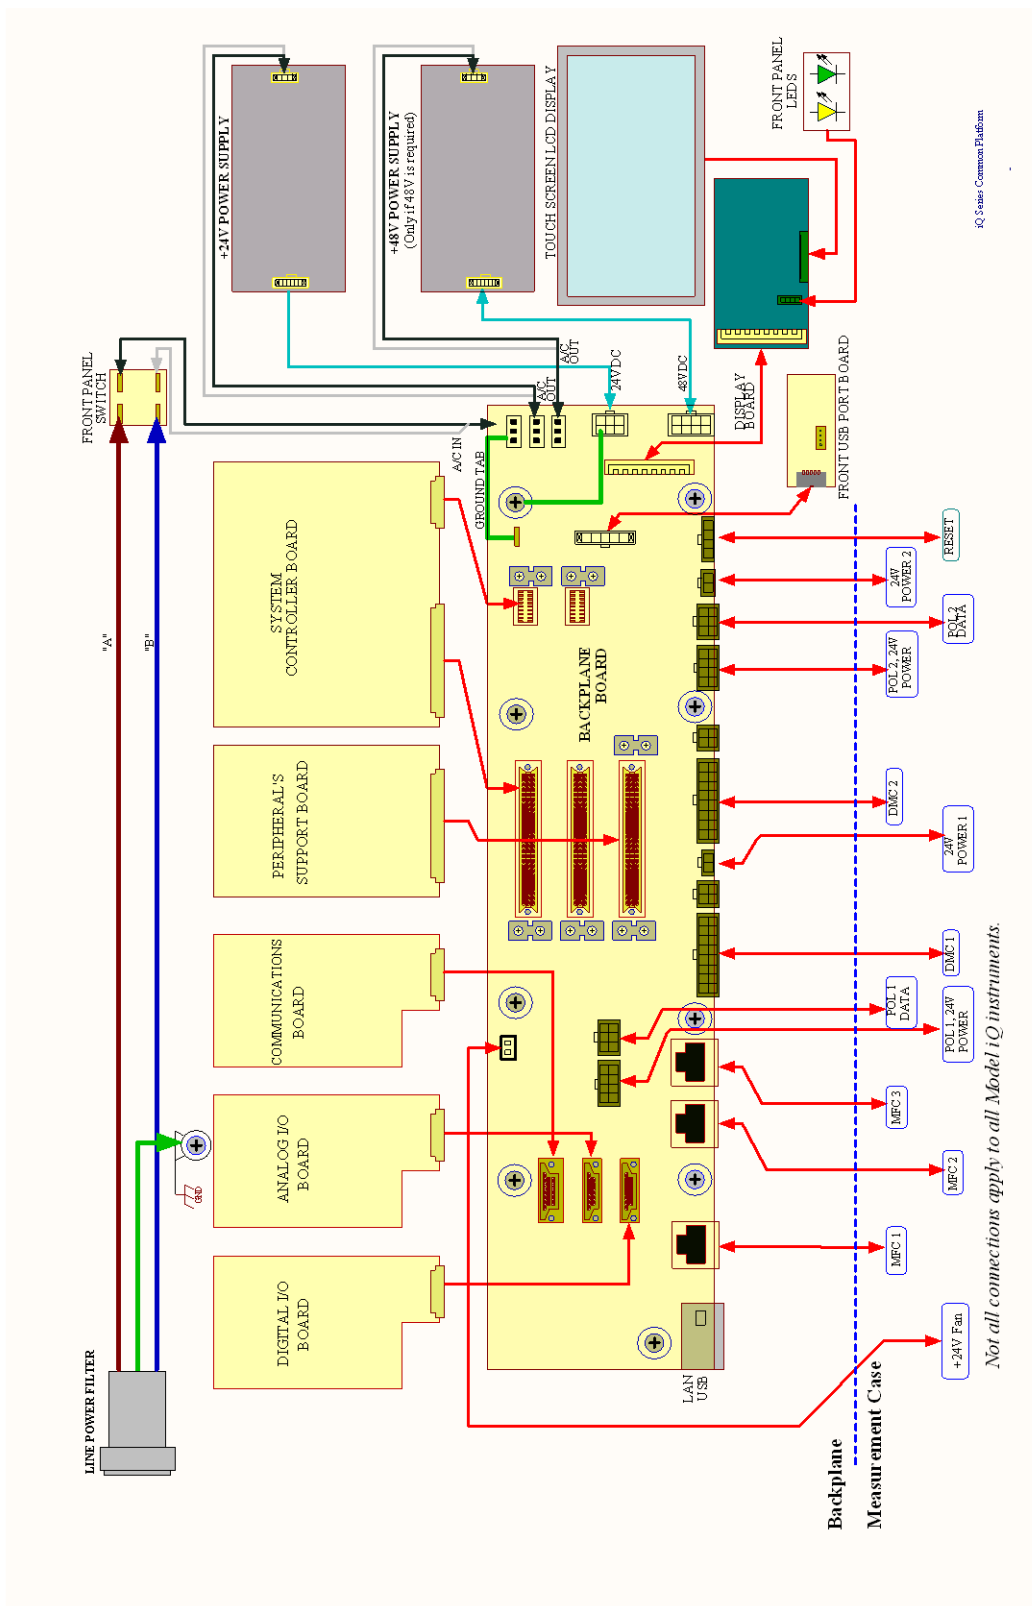 LINE POWER FILTER
"A"
"B"
GND
FRONT PANEL
SWITCH
+24V POWER SUPPLY
+48V POWER SUPPLY
(Only if 48V is required)
TOUCH SCREEN LCD DISPLAY
FRONT PANEL
LEDS
DIGITAL I/O
BOARD
ANALOG I/O
BOARD
COMMUNICATIONS
BOARD
PERIPHERAL'S
SUPPORT BOARD
SYSTEM
CONTROLLER BOARD
A/C IN
GROUND TAB
A/C
OUT
A/C
OUT
24VDC
48VDC
DISPLAY
BOARD
FRONT USB PORT BOARD
BACKPLANE
BOARD
LAN
USB
Backplane
Measurement Case
+24V Fan
MFC 1
MFC 2
MFC 3
POL 1, 24V
POWER
POL 1
DATA
DMC 1
24V
POWER 1
DMC 2
POL 2, 24V
POWER
POL 2
DATA
24V
POWER 2
RESET
Not all connections apply to all Model iQ instruments.
iQ Series Common Platform
-